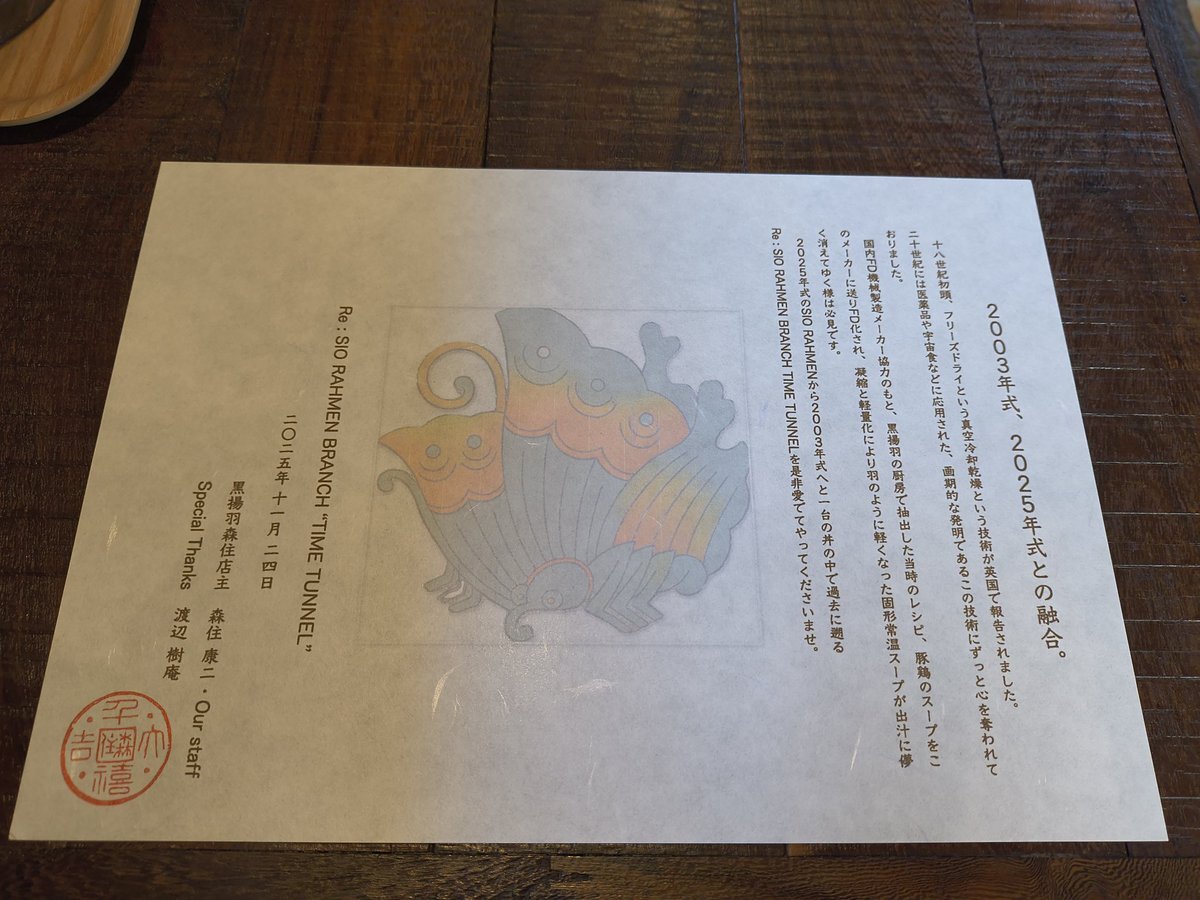 2003年式、2025年式との融合。
十八世紀初頭、フリーズドライという真空冷却乾燥という技術が英国で報告されました。
二十世紀には医薬品や宇宙食などに応用された、画期的な発明であるこの技術にずっと心を奪われて
おりました。
国内FD機械製造メーカー協力のもと、黒揚羽の厨房で抽出した当時のレシピ、豚鶏のスープをこ
のメーカーに送りFD化され、凝縮と軽量化により羽のように軽くなった固形常温スープが出汁に儚
く消えてゆく様は必見です。
2025年式のSIO RAHMENから2003年式へと一台の丼の中で過去に遡る
Re : SIO RAHMEN BRANCH TIME TUNNELを是非愛ででやってくださいませ。
Re : SIO RAHMEN BRANCH “TIME TUNNEL”
二〇二五年 十一月 二四日
黒揚羽森住店主 森住 康二・Our staff
Special Thanks 渡辺 樹庵